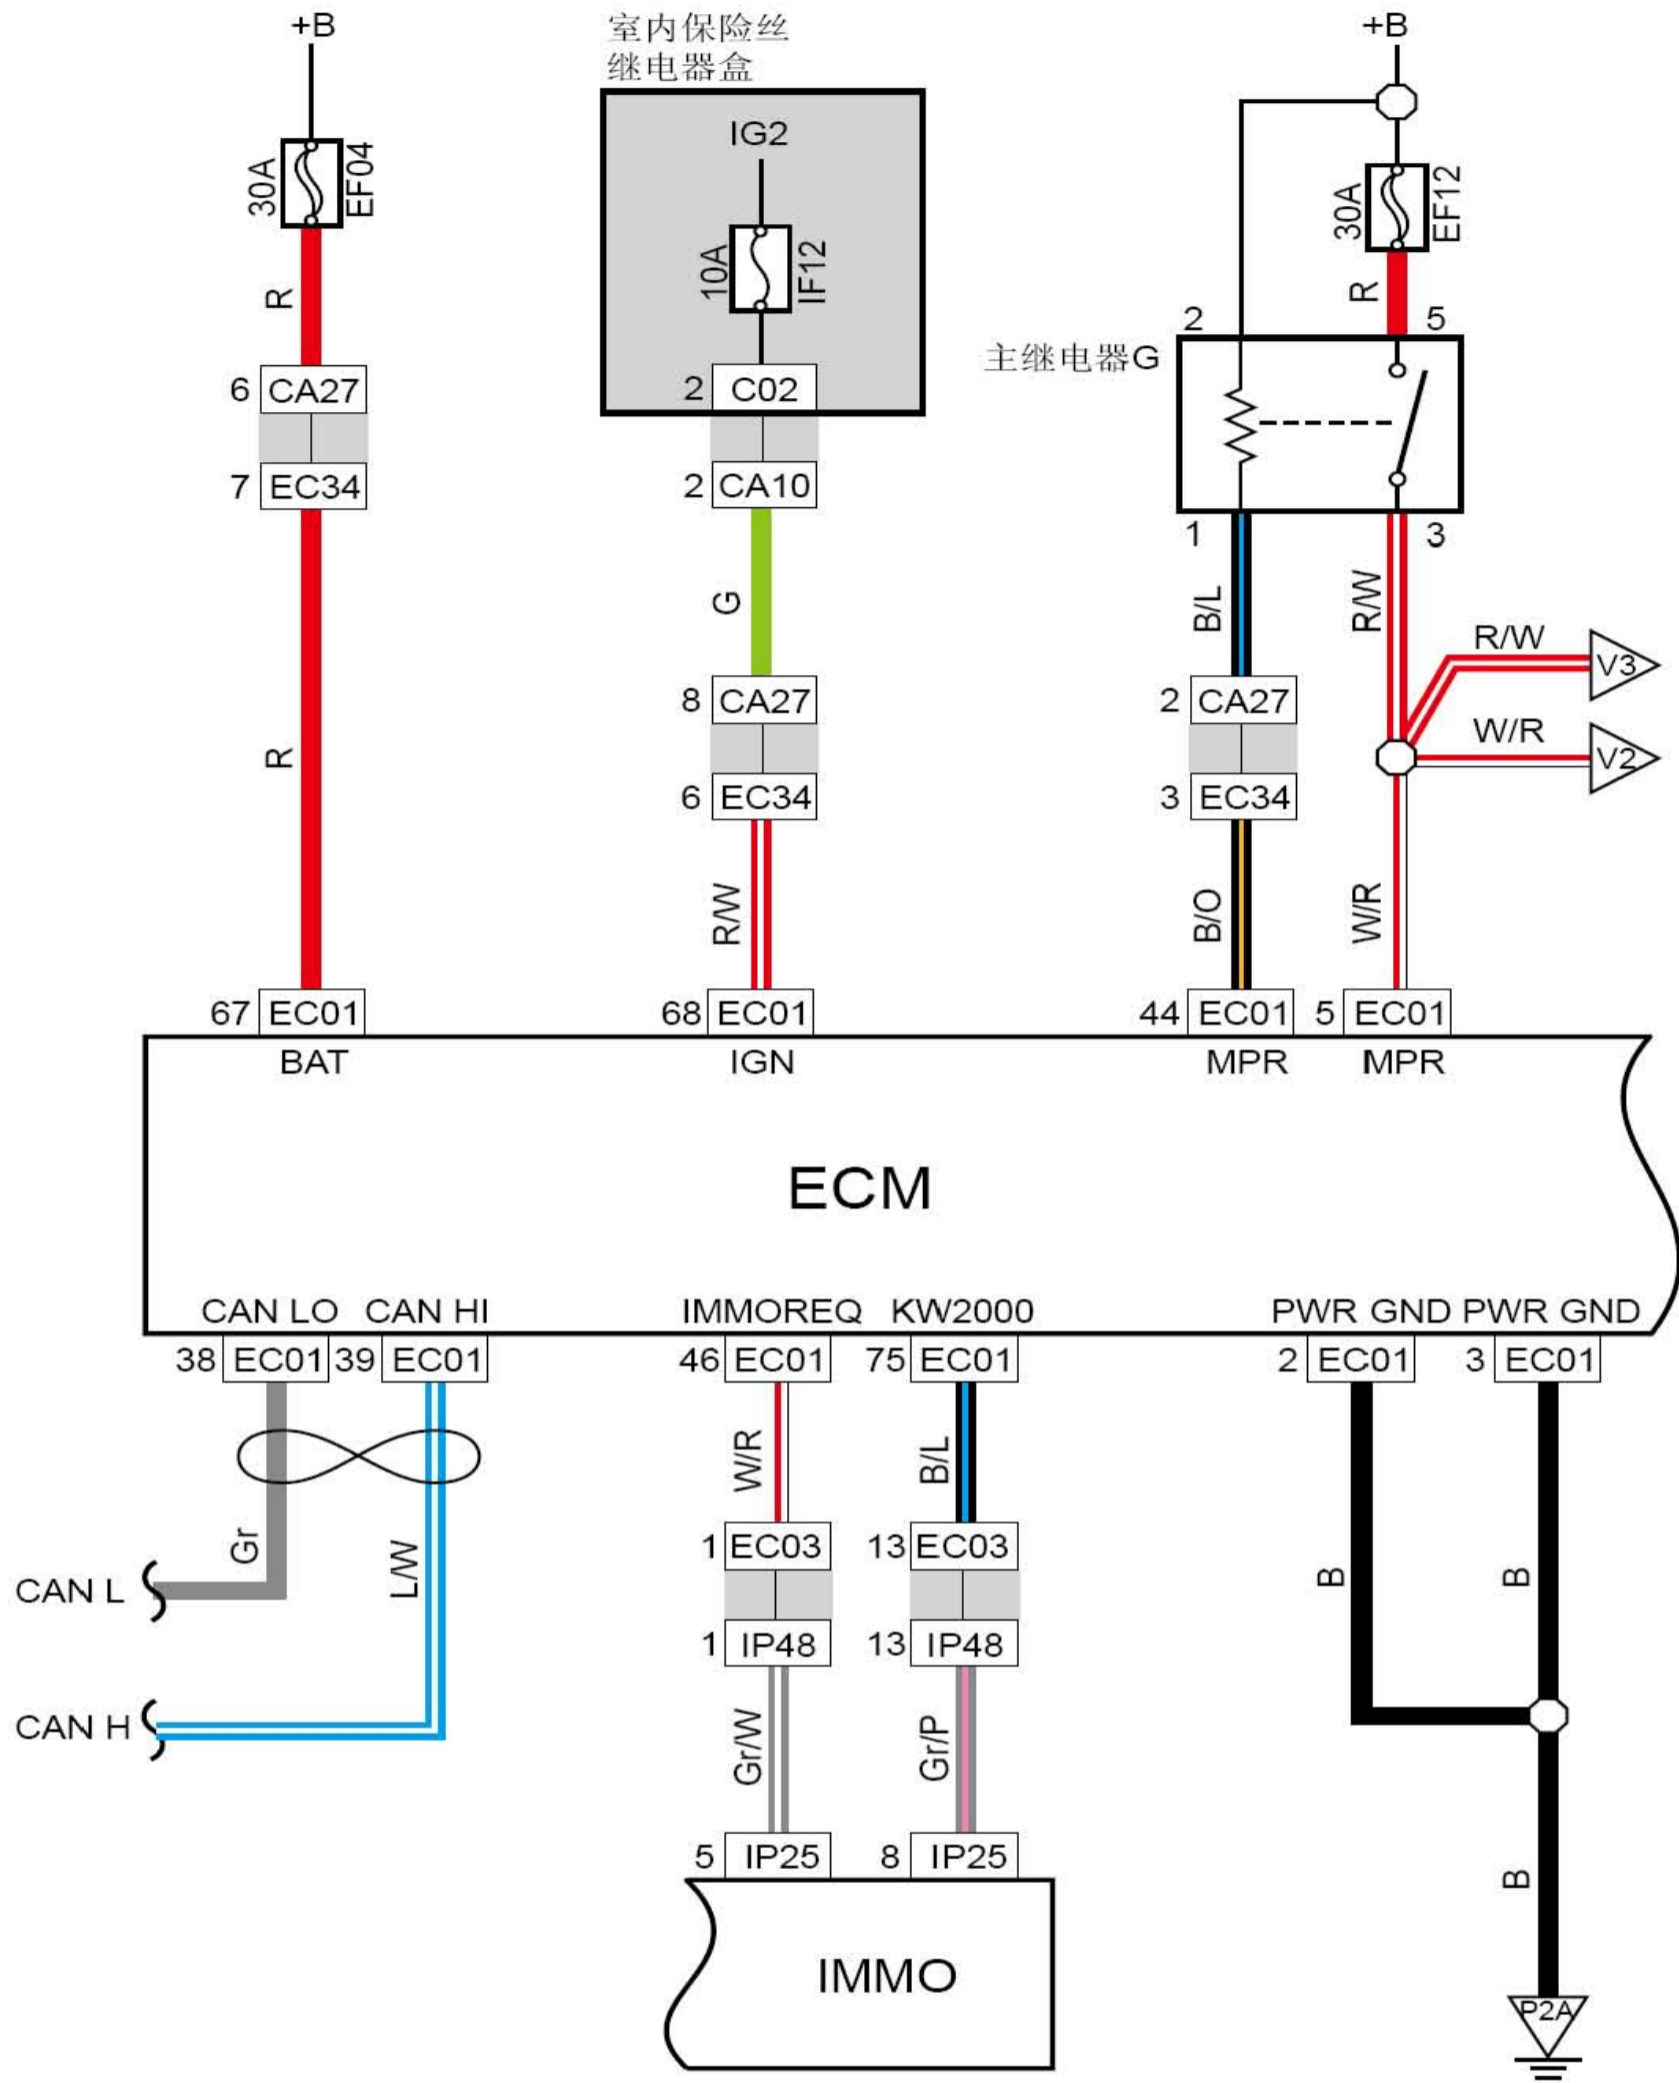 +B
室内保险丝
继电器盒
+B
IG2
30A
EF04
10A
IF12
30A
EF12
R
R
2
5
主继电器G
6 CA27
2 C02
7 EC34
2 CA10
1
3
G
B/L
R/W
R/W
V3
8 CA27
2 CA27
W/R
V2
R
6 EC34
3 EC34
R/W
B/O
W/R
67 EC01
68 EC01
44 EC01
5 EC01
BAT
IGN
MPR
MPR
ECM
CAN LO
CAN HI
IMMOREQ
KW2000
PWR GND
PWR GND
38 EC01
39 EC01
46 EC01
75 EC01
2 EC01
3 EC01
W/R
B/L
Gr
L/W
1 EC03
13 EC03
B
B
CAN L
1 IP48
13 IP48
CAN H
Gr/W
Gr/P
5 IP25
8 IP25
B
IMMO
P2A